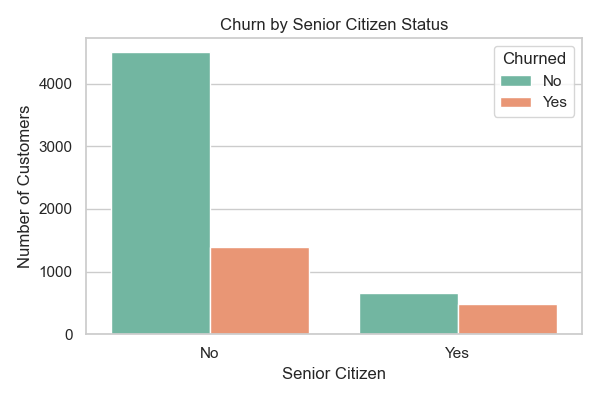 Churn by Senior Citizen Status
Churned
No
Yes
4000
3000
2000
1000
0
Number of Customers
No
Yes
Senior Citizen